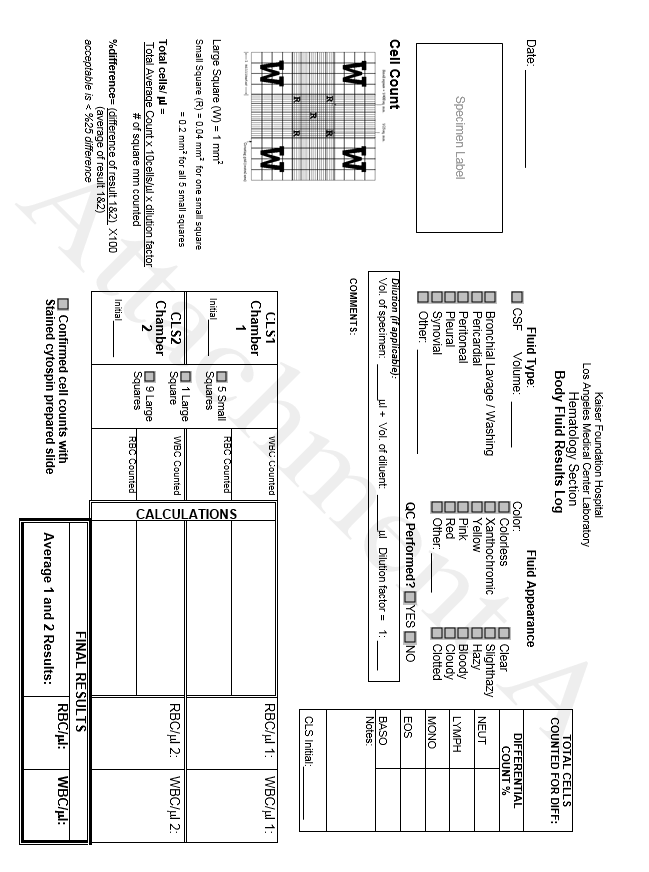 Kaiser Foundation Hospital
Los Angeles Medical Center Laboratory
Hematology Section
Body Fluid Results Log
Date:
Specimen Label
Fluid Type:
CSF Volume:
Bronchial Lavage / Washing
Pericardial
Peritoneal
Pleural
Synovial
Other:
Fluid Appearance
Color:
Colorless
Xanthochromic
Yellow
Pink
Red
Other:
Clear
Slighthazy
Hazy
Bloody
Cloudy
Clotted
QC Performed? YES NO
TOTAL CELLS
COUNTED FOR DIFF:
DIFFERENTIAL
COUNT %
NEUT
LYMPH
MONO
EOS
BASO
Notes:
CLS Initial:
Dilution (if applicable):
Vol. of specimen: µl + Vol. of diluent: µl Dilution factor = 1:
COMMENTS:
Cell Count
W W
R R
R
R R
W W
Large Square (W) = 1 mm²
Small Square (R) = 0.04 mm² for one small square
= 0.2 mm² for all 5 small squares
Total cells/ µl =
Total Average Count x 10cells/ul x dilution factor
# of square mm counted
%difference= (difference of result 1&2) X100
(average of result 1&2)
acceptable is < %25 difference
CLS1
Chamber
1
Initial
CLS2
Chamber
2
Initial
5 Small
Squares
1 Large
Square
9 Large
Squares
WBC Counted
RBC Counted
WBC Counted
RBC Counted
CALCULATIONS
RBC/µl 1:
WBC/µl 1:
RBC/µl 2:
WBC/µl 2:
FINAL RESULTS
Average 1 and 2 Results:
RBC/µl:
WBC/µl:
Confirmed cell counts with
Stained cytospin prepared slide
Attachment A